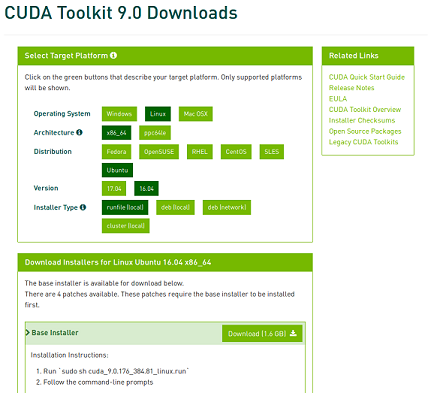 CUDA Toolkit 9.0 Downloads
Select Target Platform
Click on the green buttons that describe your target platform. Only supported platforms
will be shown.
Operating System Windows Linux Mac OSX
Architecture x86_64 ppc64le
Distribution Fedora OpenSUSE RHEL CentOS SLES
Ubuntu
Version 17.04 16.04
Installer Type runfile (local) deb (local) deb (network)
cluster (local)
Related Links
CUDA Quick Start Guide
Release Notes
EULA
CUDA Toolkit Overview
Installer Checksums
Open Source Packages
Legacy CUDA Toolkits
Download Installers for Linux Ubuntu 16.04 x86_64
The base installer is available for download below.
There are 4 patches available. These patches require the base installer to be installed
first.
Base Installer Download (1.6 GB)
Installation Instructions:
1. Run `sudo sh cuda_9.0.176_384.81_linux.run`
2. Follow the command-line prompts